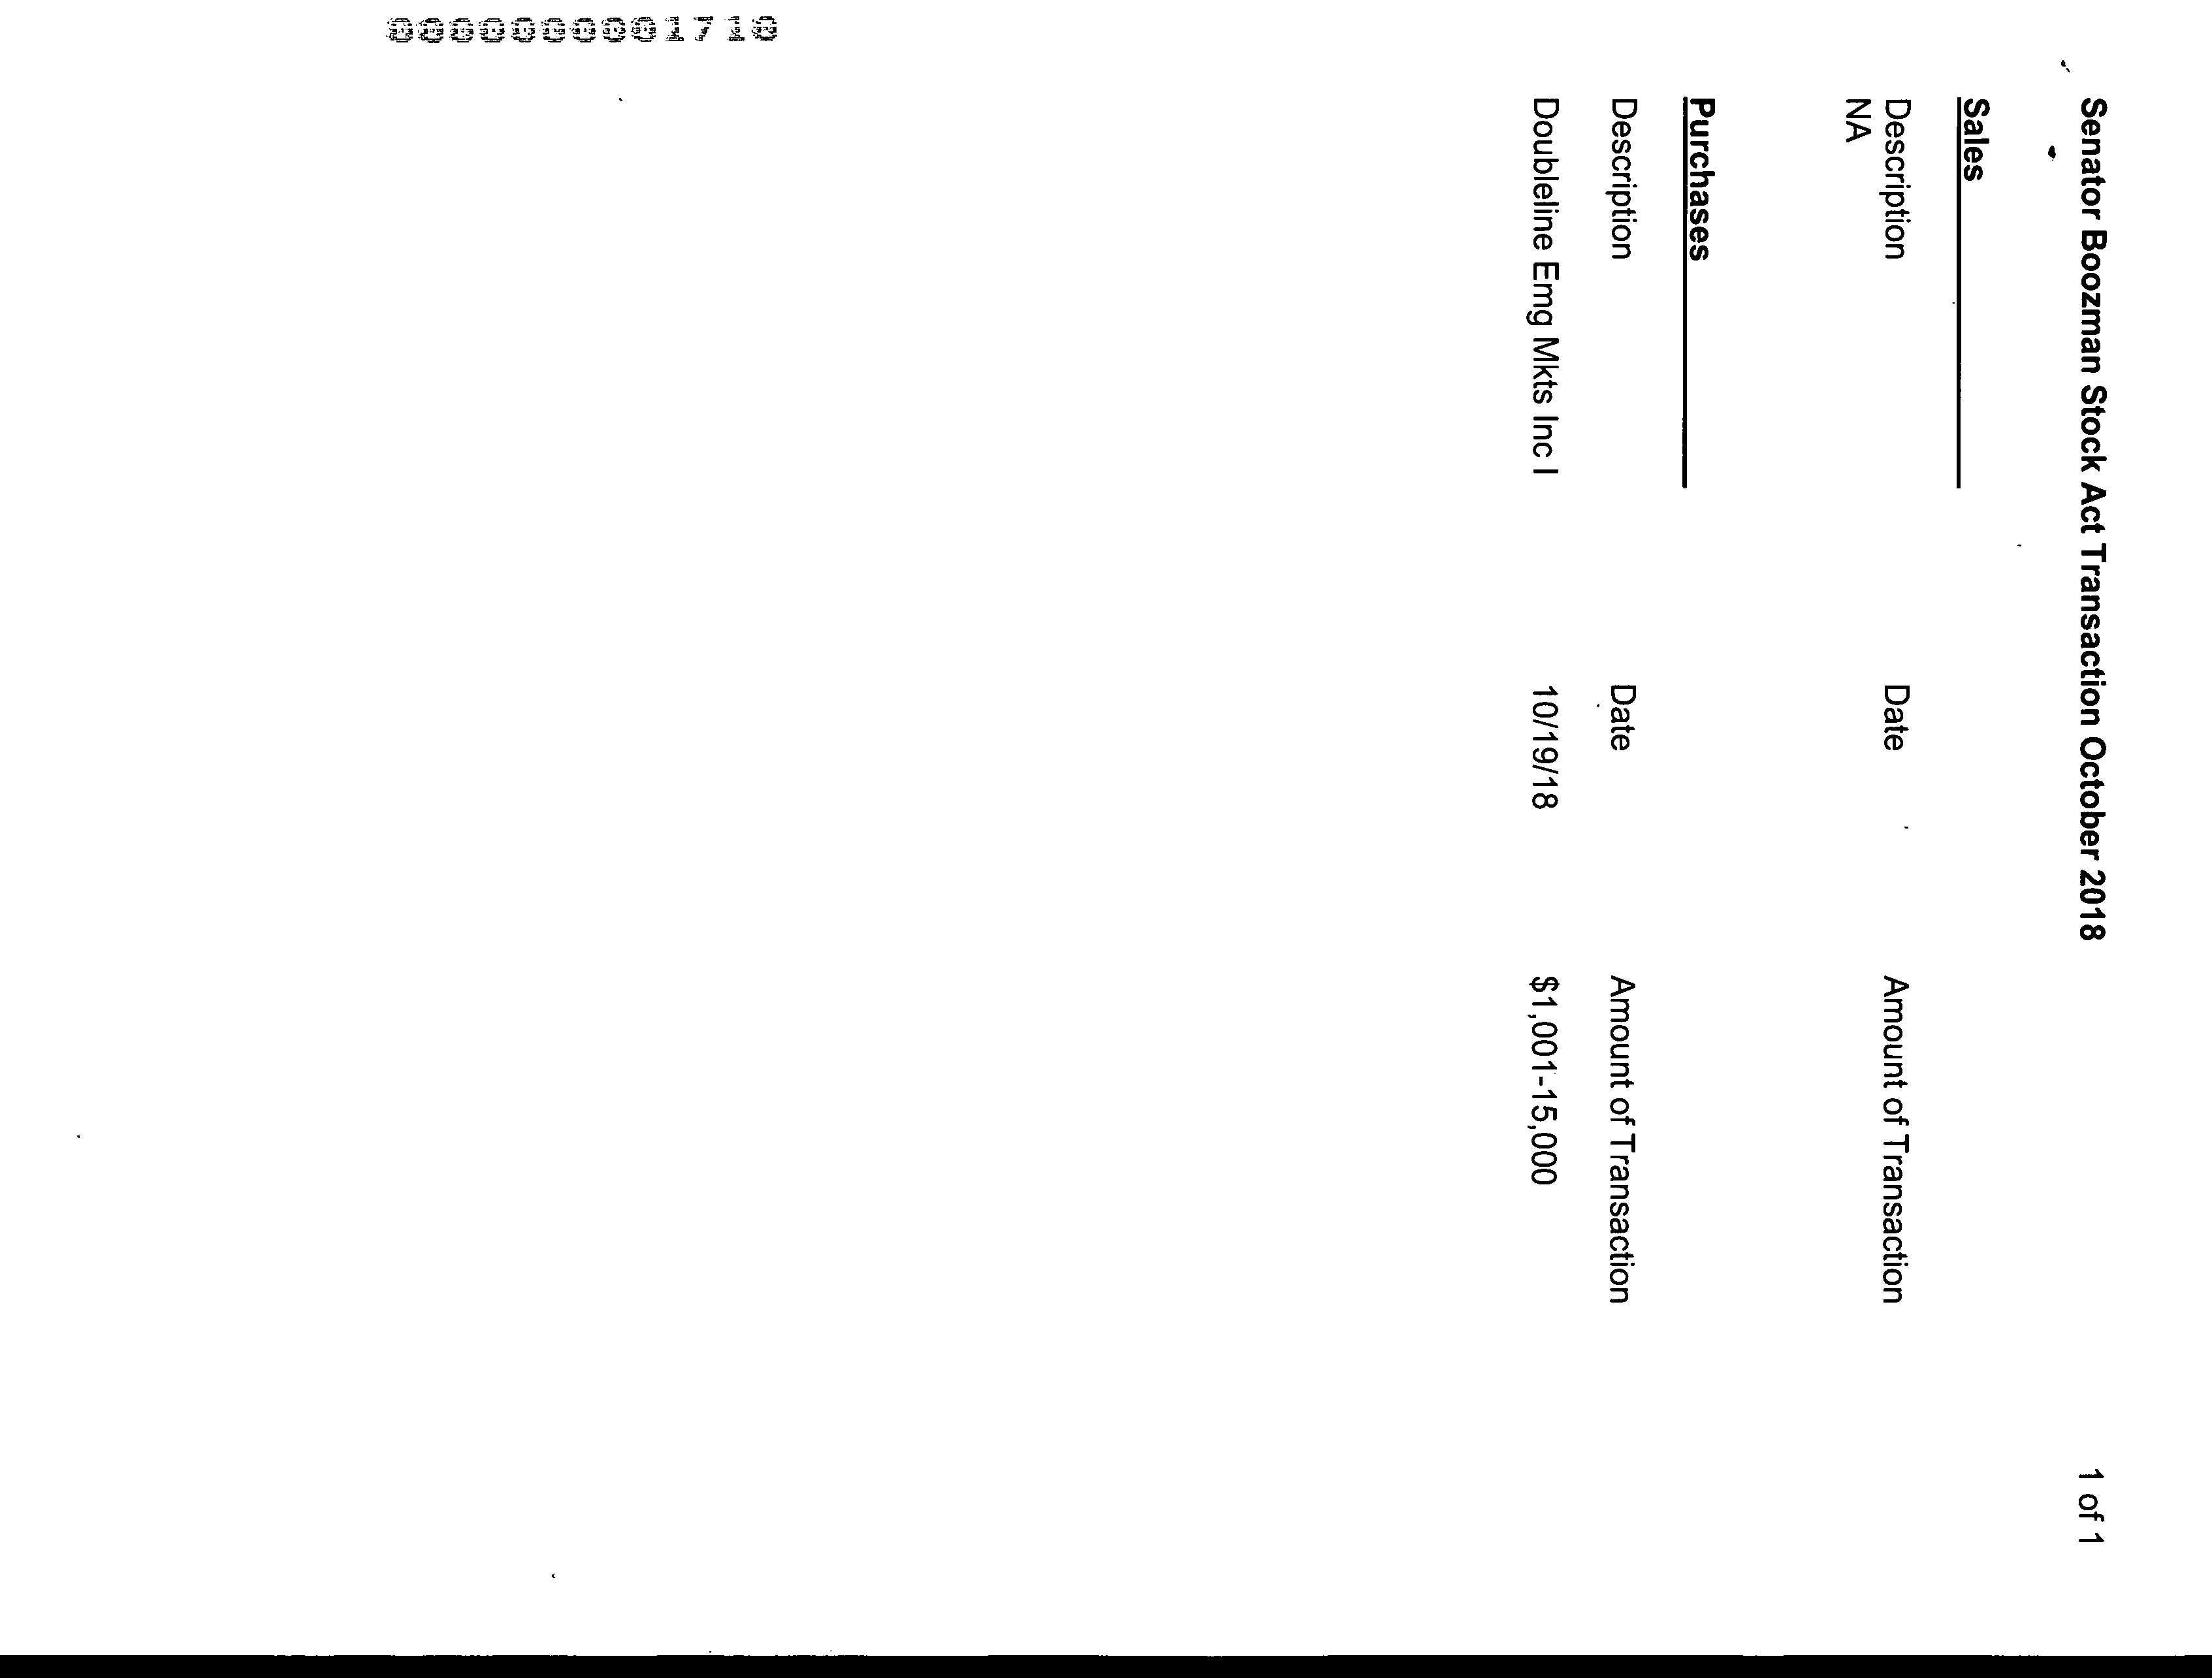 Senator Boozman Stock Act Transaction October 2018 1 of 1
Sales
Description Date Amount of Transaction
NA
Purchases
Description Date Amount of Transaction
Doubleline Emg Mkts Inc I 10/19/18 $1,001-15,000
0000000001710